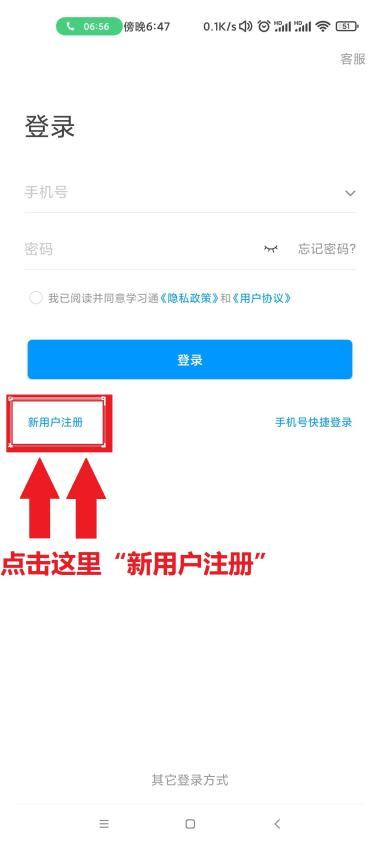 06:56 傍晚6:47 0.1K/s HD HD 51
客服
登录
手机号
密码 忘记密码?
我已阅读并同意学习通《隐私政策》和《用户协议》
登录
新用户注册 手机号快捷登录
点击这里“新用户注册”
其它登录方式